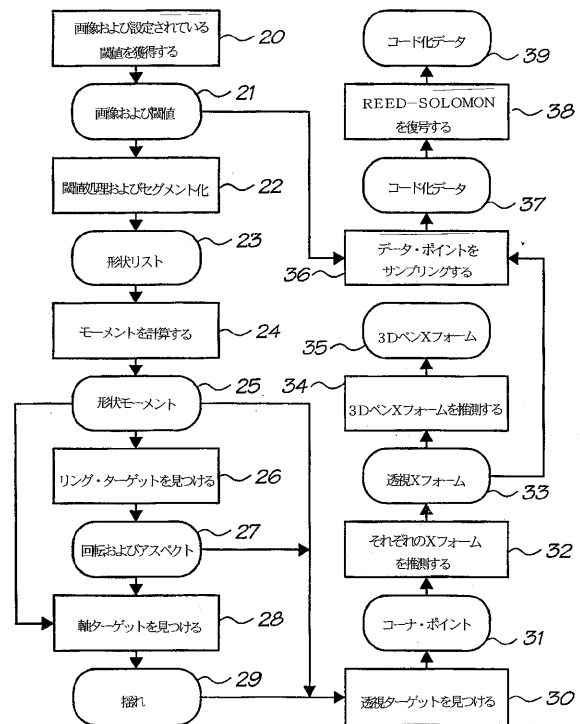 画像および設定されている
閾値を獲得する
20
画像および閾値
21
閾値処理およびセグメント化
22
形状リスト
23
モーメントを計算する
24
形状モーメント
25
リング・ターゲットを見つける
26
回転およびアスペクト
27
軸ターゲットを見つける
28
揺れ
29
透視ターゲットを見つける
30
コーナ・ポイント
31
それぞれのXフォーム
を推測する
32
透視Xフォーム
33
3DペンXフォームを推測する
34
3DペンXフォーム
35
データ・ポイントを
サンプリングする
36
コード化データ
37
REED-SOLOMON
を復号する
38
コード化データ
39